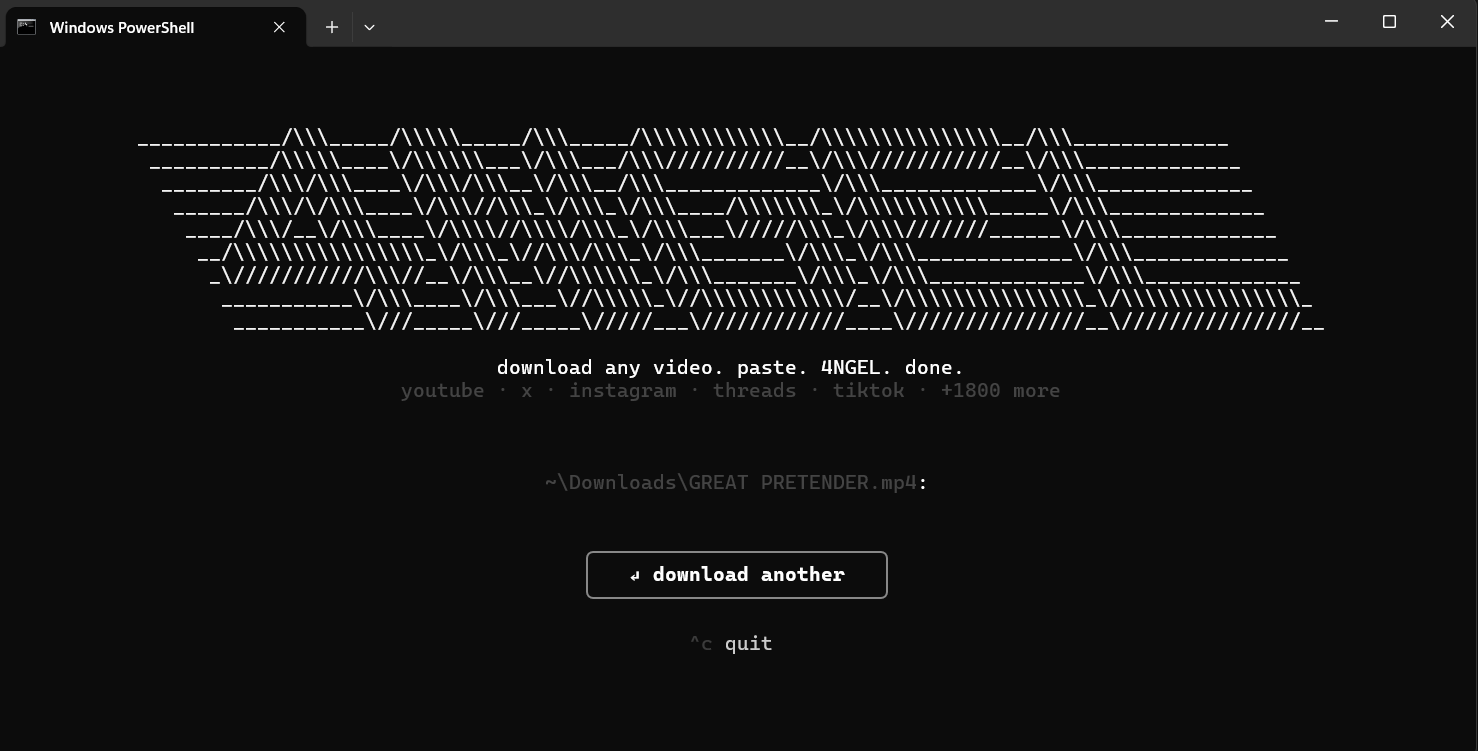 Windows PowerShell
4NGEL
download any video. paste. 4NGEL. done.
youtube · x · instagram · threads · tiktok · +1800 more
~\Downloads\GREAT PRETENDER.mp4:
↲ download another
^c quit